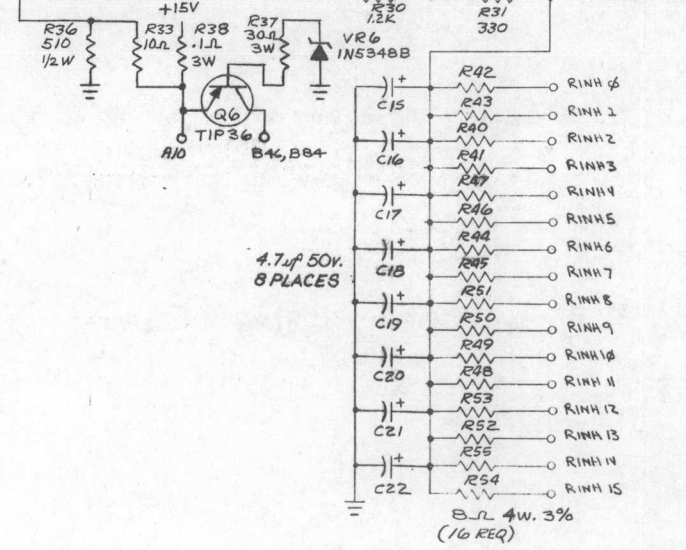 R30
1.2K
R31
330
+15V
R36
510
1/2W
R33
10Ω
R38
.1Ω
3W
R37
30Ω
3W
VR6
1N5348B
Q6
TIP36
A10
B46, B84
C15
R42
RINH 0
R43
RINH 1
C16
R40
RINH 2
R41
RINH 3
C17
R47
RINH 4
R46
RINH 5
4.7uf 50v.
8 PLACES
C18
R44
RINH 6
R45
RINH 7
C19
R51
RINH 8
R50
RINH 9
C20
R49
RINH 10
R48
RINH 11
C21
R53
RINH 12
R52
RINH 13
C22
R55
RINH 14
R54
RINH 15
8Ω 4W. 3%
(16 REQ)